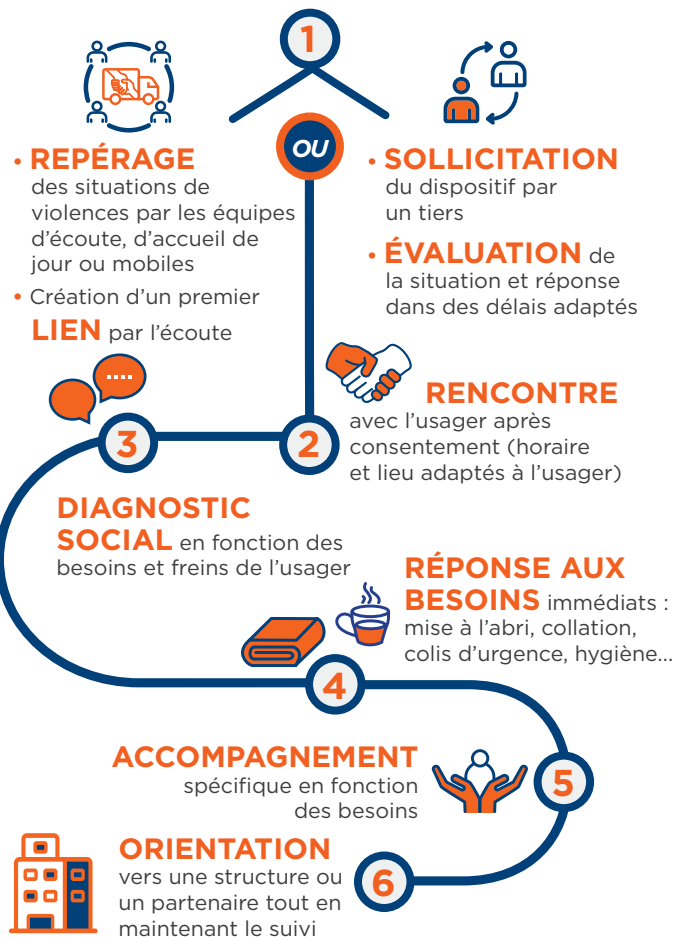 1
• REPÉRAGE
des situations de
violences par les équipes
d'écoute, d'accueil de
jour ou mobiles
• Création d'un premier
LIEN par l'écoute
OU
• SOLLICITATION
du dispositif par
un tiers
• ÉVALUATION de
la situation et réponse
dans des délais adaptés
2
RENCONTRE
avec l'usager après
consentement (horaire
et lieu adaptés à l'usager)
3
DIAGNOSTIC
SOCIAL en fonction des
besoins et freins de l'usager
4
RÉPONSE AUX
BESOINS immédiats :
mise à l'abri, collation,
colis d'urgence, hygiène...
5
ACCOMPAGNEMENT
spécifique en fonction
des besoins
6
ORIENTATION
vers une structure ou
un partenaire tout en
maintenant le suivi